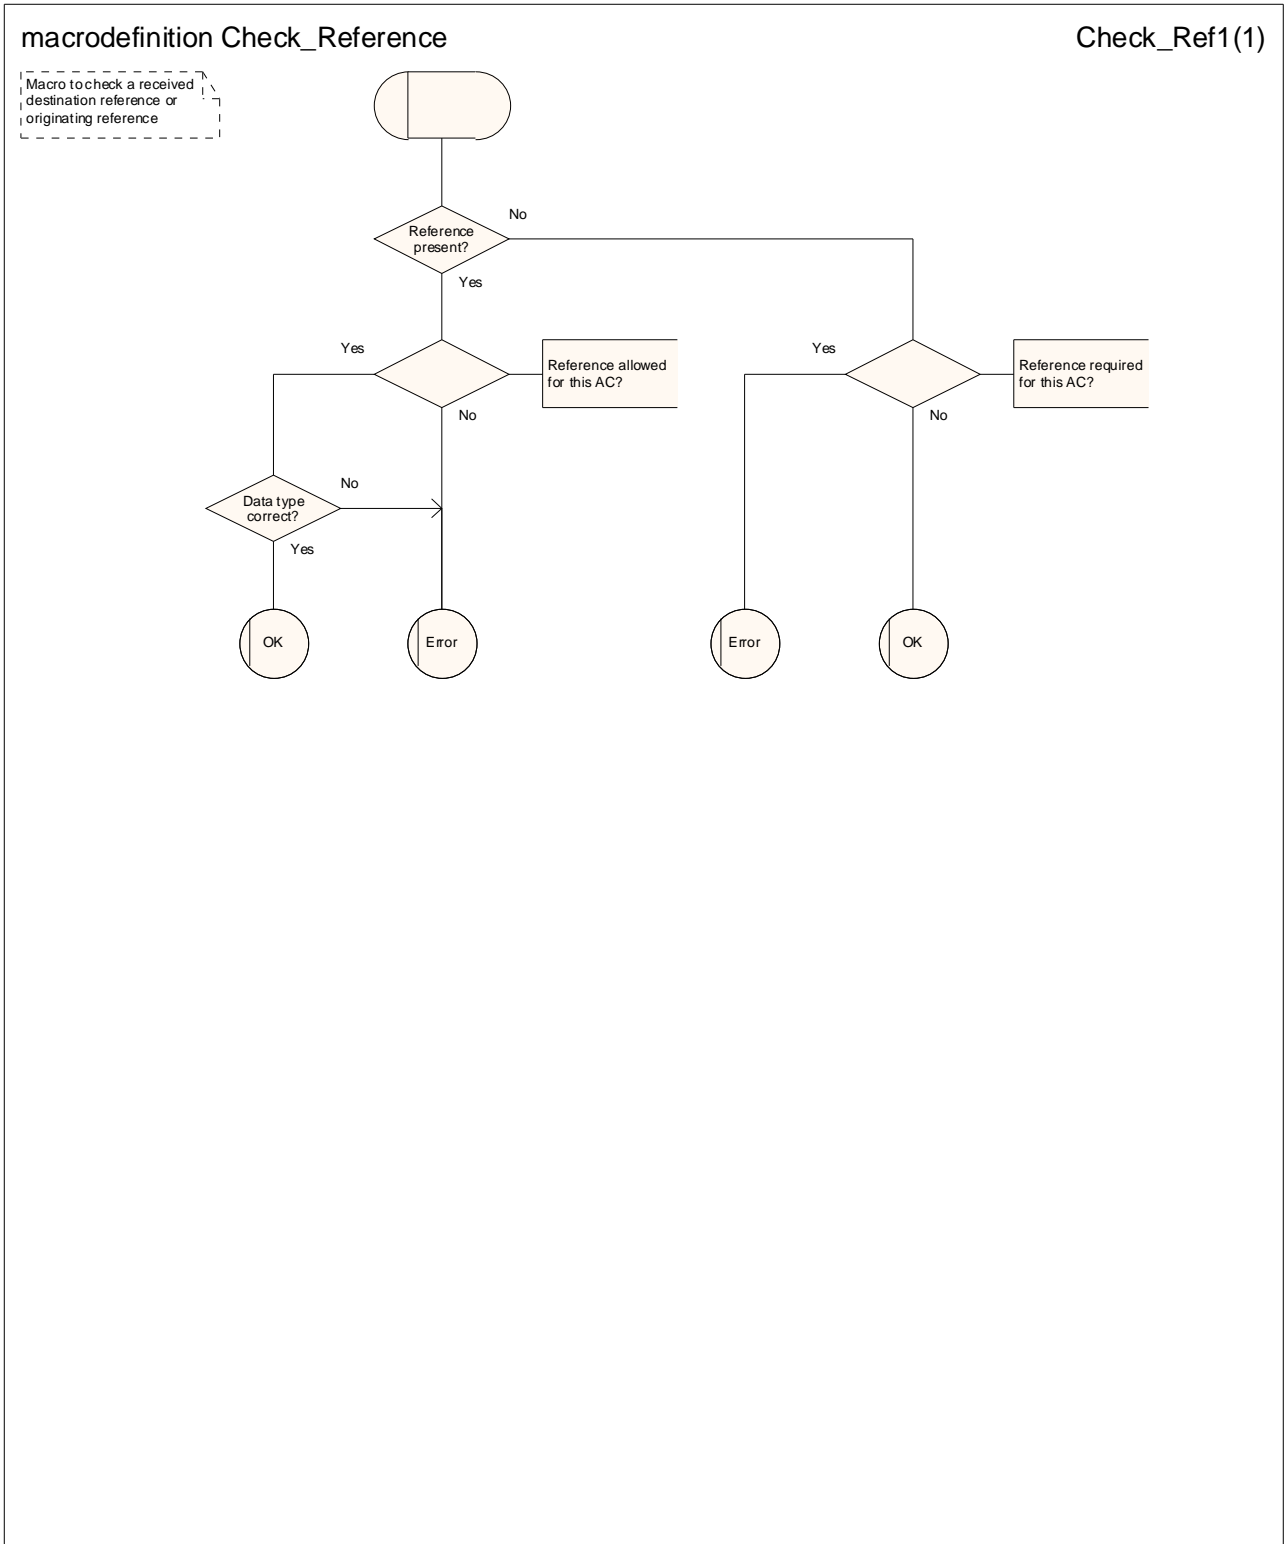 macrodefinition Check_Reference
Check_Ref1(1)
Macro to check a received
destination reference or
originating reference
No
Reference
present?
Yes
Yes
Reference allowed
for this AC?
No
Yes
Reference required
for this AC?
No
No
Data type
correct?
Yes
OK
Error
Error
OK